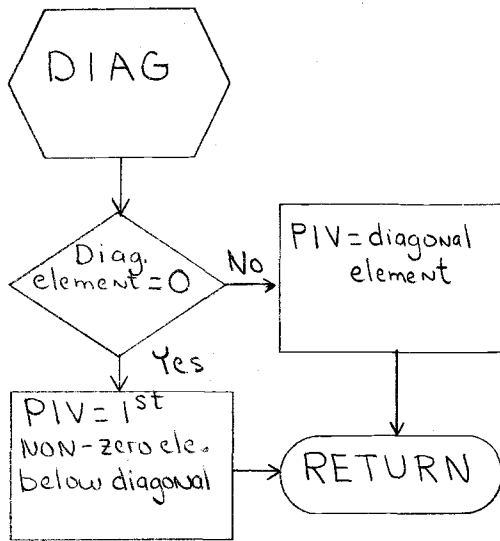 DIAG
Diag.
element = 0
No
PIV = diagonal
element
Yes
PIV = 1st
NON-zero ele.
below diagonal
RETURN